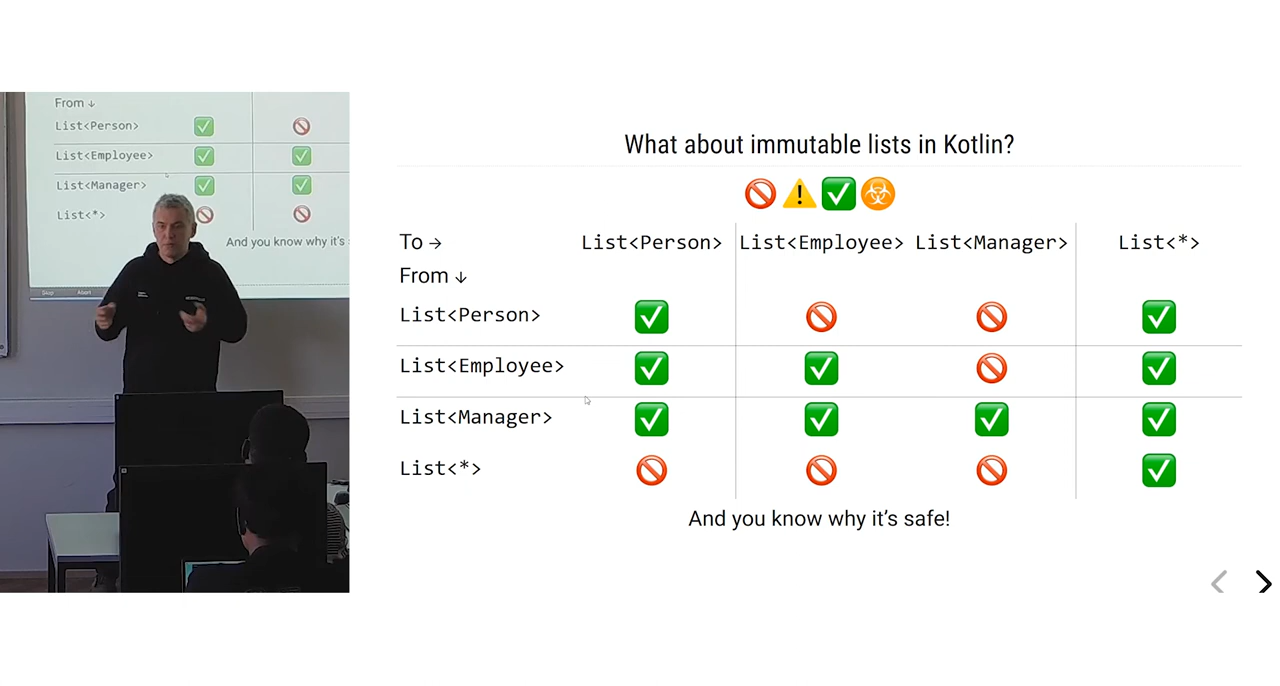 From ↓
List<Person>
List<Employee>
List<Manager>
List<*>
And you know why it's
Stop Abort
What about immutable lists in Kotlin?
To → List<Person> List<Employee> List<Manager> List<*>
From ↓
List<Person>
List<Employee>
List<Manager>
List<*>
And you know why it’s safe!